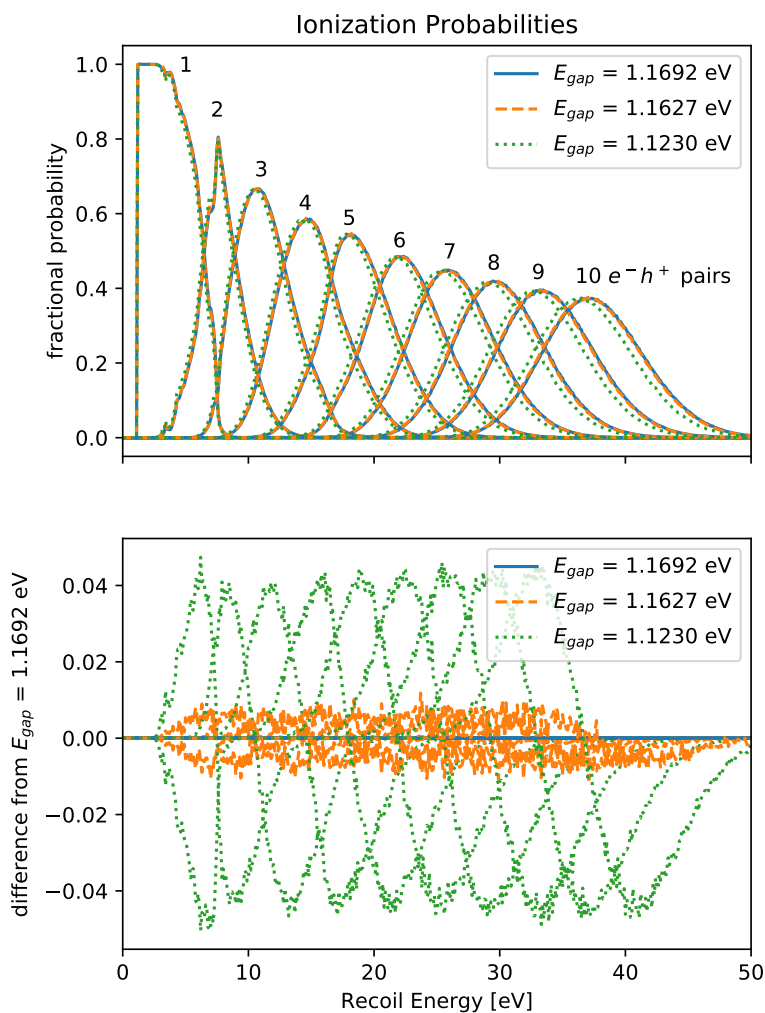 Ionization Probabilities
fractional probability
1.0
0.8
0.6
0.4
0.2
0.0
1
2
3
4
5
6
7
8
9
10 e⁻h⁺ pairs
E_gap = 1.1692 eV
E_gap = 1.1627 eV
E_gap = 1.1230 eV
difference from E_gap = 1.1692 eV
0.04
0.02
0.00
−0.02
−0.04
E_gap = 1.1692 eV
E_gap = 1.1627 eV
E_gap = 1.1230 eV
0 10 20 30 40 50
Recoil Energy [eV]